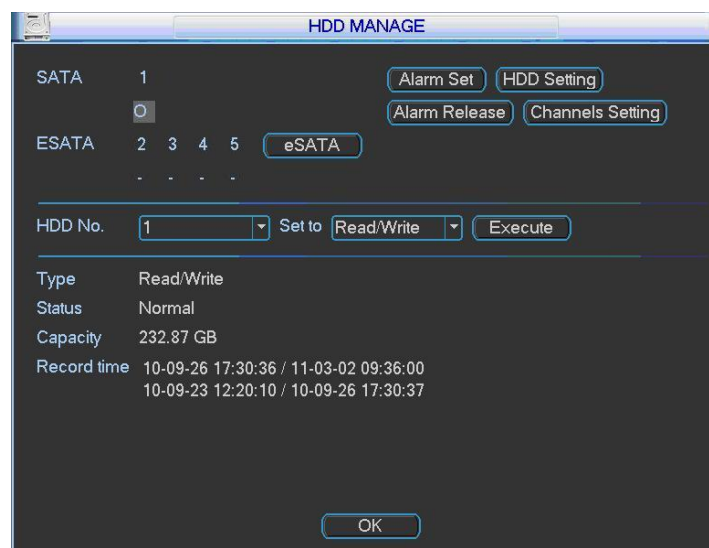 HDD MANAGE
SATA 1 Alarm Set HDD Setting
O Alarm Release Channels Setting
ESATA 2 3 4 5 eSATA
- - - -
HDD No. 1 Set to Read/Write Execute
Type Read/Write
Status Normal
Capacity 232.87 GB
Record time 10-09-26 17:30:36 / 11-03-02 09:36:00
10-09-23 12:20:10 / 10-09-26 17:30:37
OK